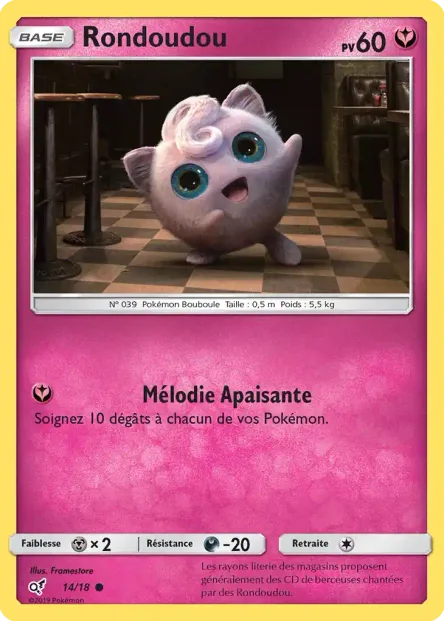 BASE Rondoudou PV60
N° 039 Pokémon Bouboule Taille : 0,5 m Poids : 5,5 kg
Mélodie Apaisante
Soignez 10 dégâts à chacun de vos Pokémon.
Faiblesse ×2 Résistance -20 Retraite
Illus. Framestore
14/18
©2019 Pokémon
Les rayons literie des magasins proposent
généralement des CD de berceuses chantées
par des Rondoudou.